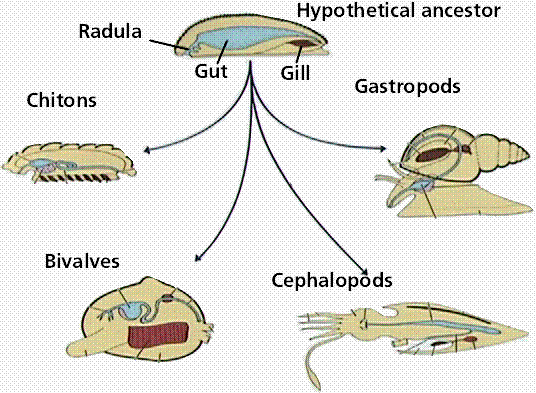 Hypothetical ancestor
Radula
Gut
Gill
Chitons
Gastropods
Bivalves
Cephalopods